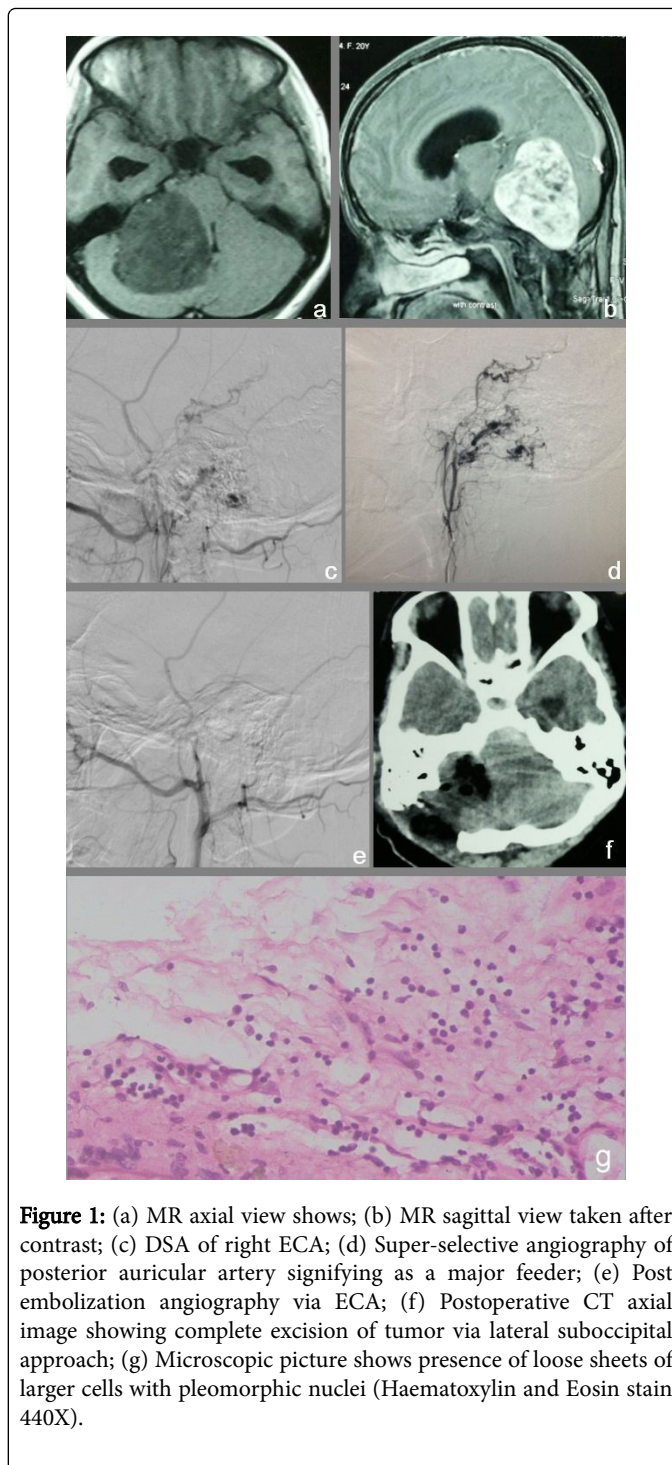 4. F. 20Y
24
with contrast
a
b
c
d
e
f
g
Figure 1: (a) MR axial view shows; (b) MR sagittal view taken after
contrast; (c) DSA of right ECA; (d) Super-selective angiography of
posterior auricular artery signifying as a major feeder; (e) Post
embolization angiography via ECA; (f) Postoperative CT axial
image showing complete excision of tumor via lateral suboccipital
approach; (g) Microscopic picture shows presence of loose sheets of
larger cells with pleomorphic nuclei (Haematoxylin and Eosin stain
440X).